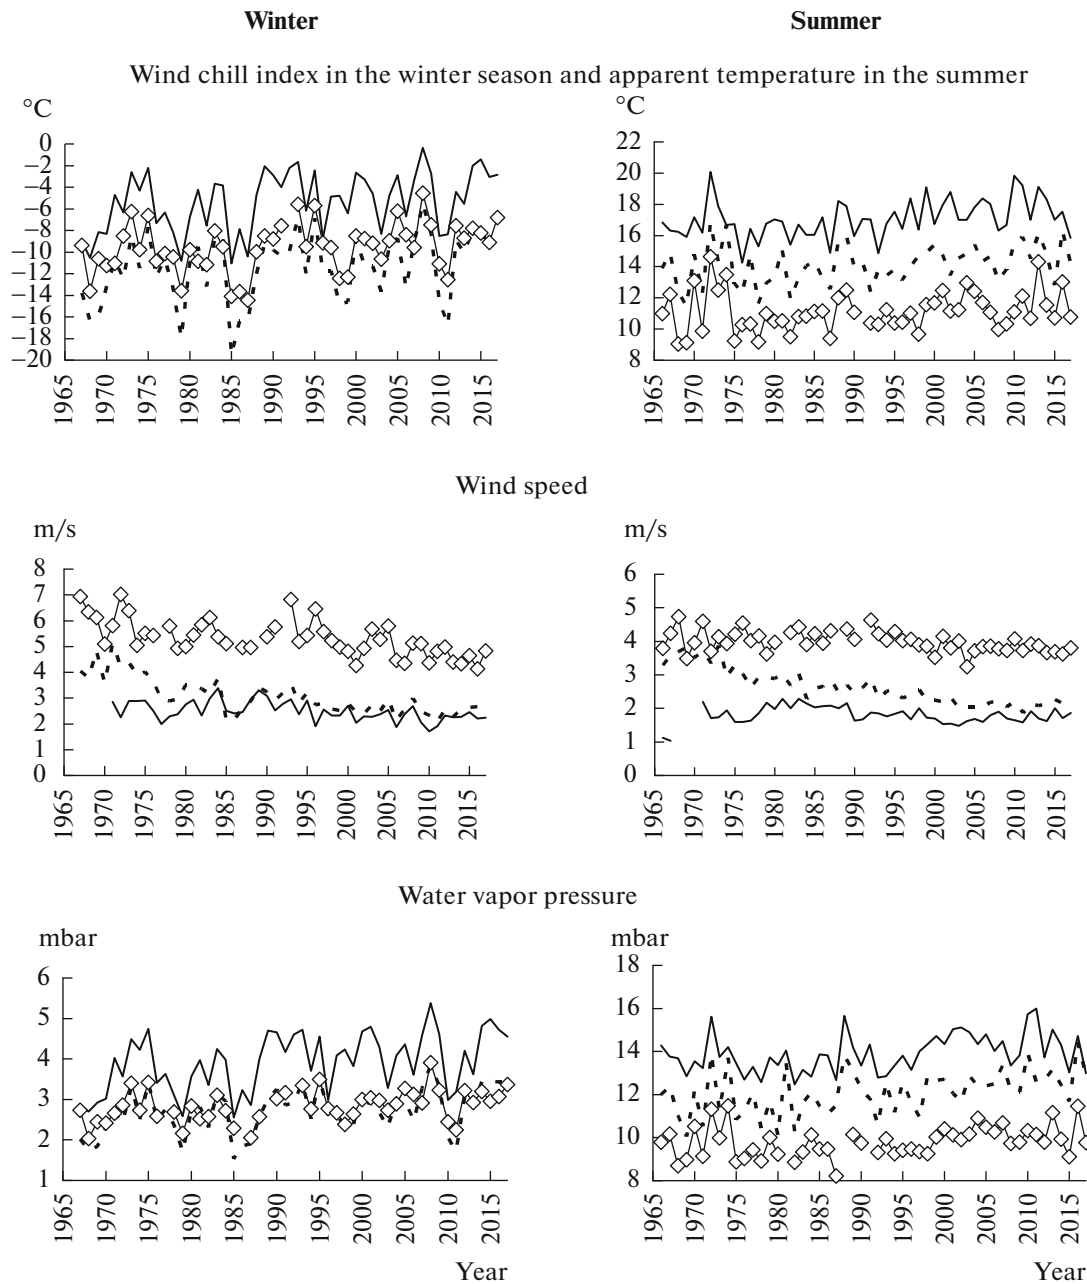 Winter
Summer
Wind chill index in the winter season and apparent temperature in the summer
°C
°C
0
−2
−4
−6
−8
−10
−12
−14
−16
−18
−20
22
20
18
16
14
12
10
8
1965 1970 1975 1980 1985 1990 1995 2000 2005 2010 2015
1965 1970 1975 1980 1985 1990 1995 2000 2005 2010 2015
Wind speed
m/s
m/s
8
7
6
5
4
3
2
1
0
6
5
4
3
2
1
0
1965 1970 1975 1980 1985 1990 1995 2000 2005 2010 2015
1965 1970 1975 1980 1985 1990 1995 2000 2005 2010 2015
Water vapor pressure
mbar
mbar
6
5
4
3
2
1
18
16
14
12
10
8
1965 1970 1975 1980 1985 1990 1995 2000 2005 2010 2015
1965 1970 1975 1980 1985 1990 1995 2000 2005 2010 2015
Year
Year